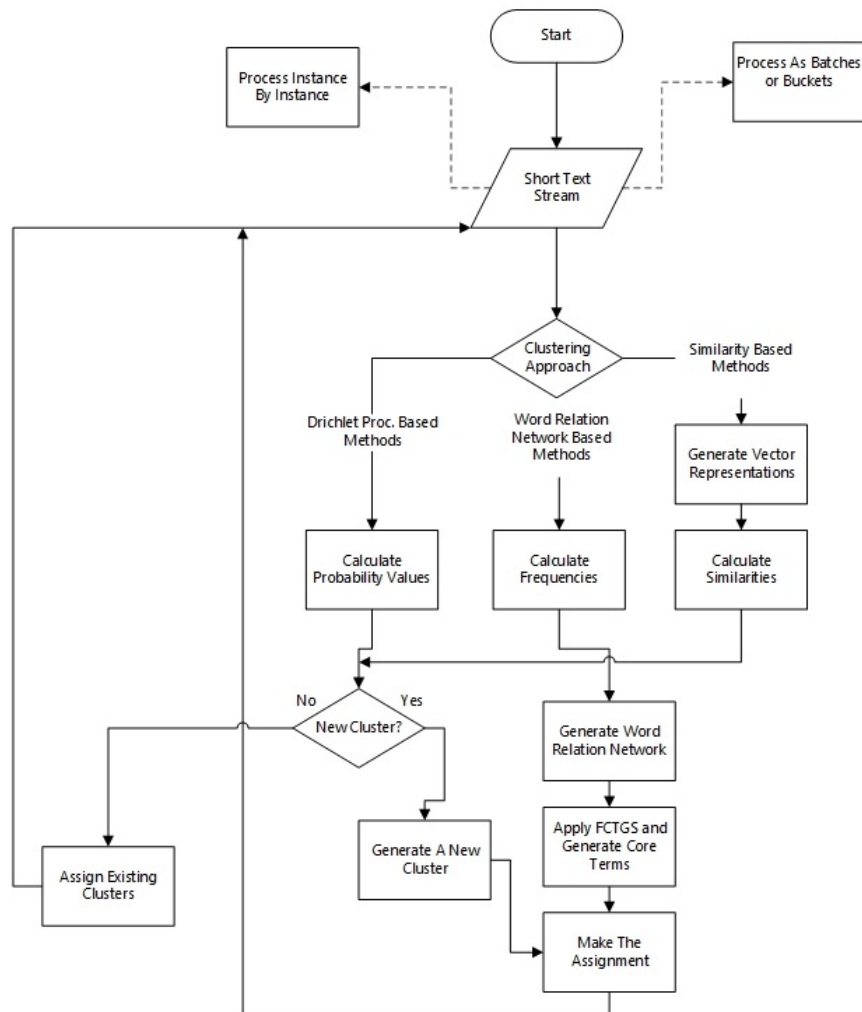 Start
Process Instance
By Instance
Process As Batches
or Buckets
Short Text
Stream
Clustering
Approach
Similarity Based
Methods
Drichlet Proc. Based
Methods
Word Relation
Network Based
Methods
Generate Vector
Representations
Calculate
Probability Values
Calculate
Frequencies
Calculate
Similarities
No
Yes
New Cluster?
Generate Word
Relation Network
Assign Existing
Clusters
Generate A New
Cluster
Apply FCTGS and
Generate Core
Terms
Make The
Assignment